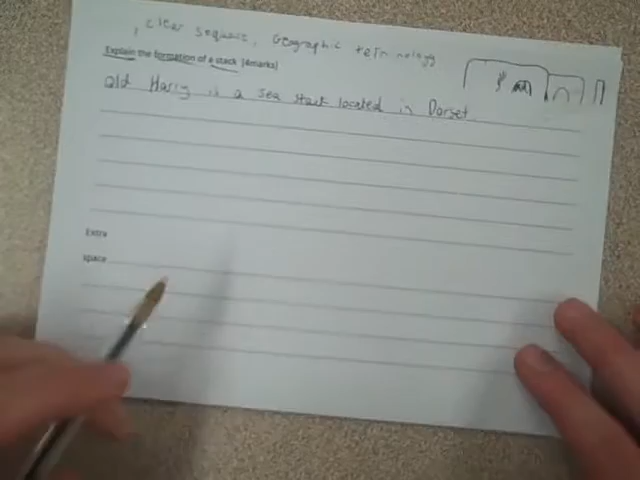 , clear sequence, Geographic terminology
Explain the formation of a stack (4marks)
Old Harry is a sea stack located in Dorset.
Extra
space